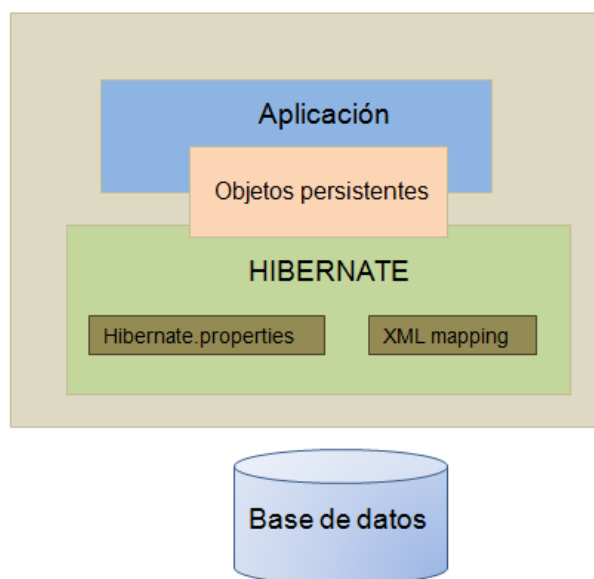 Aplicación
Objetos persistentes
HIBERNATE
Hibernate.properties
XML mapping
Base de datos